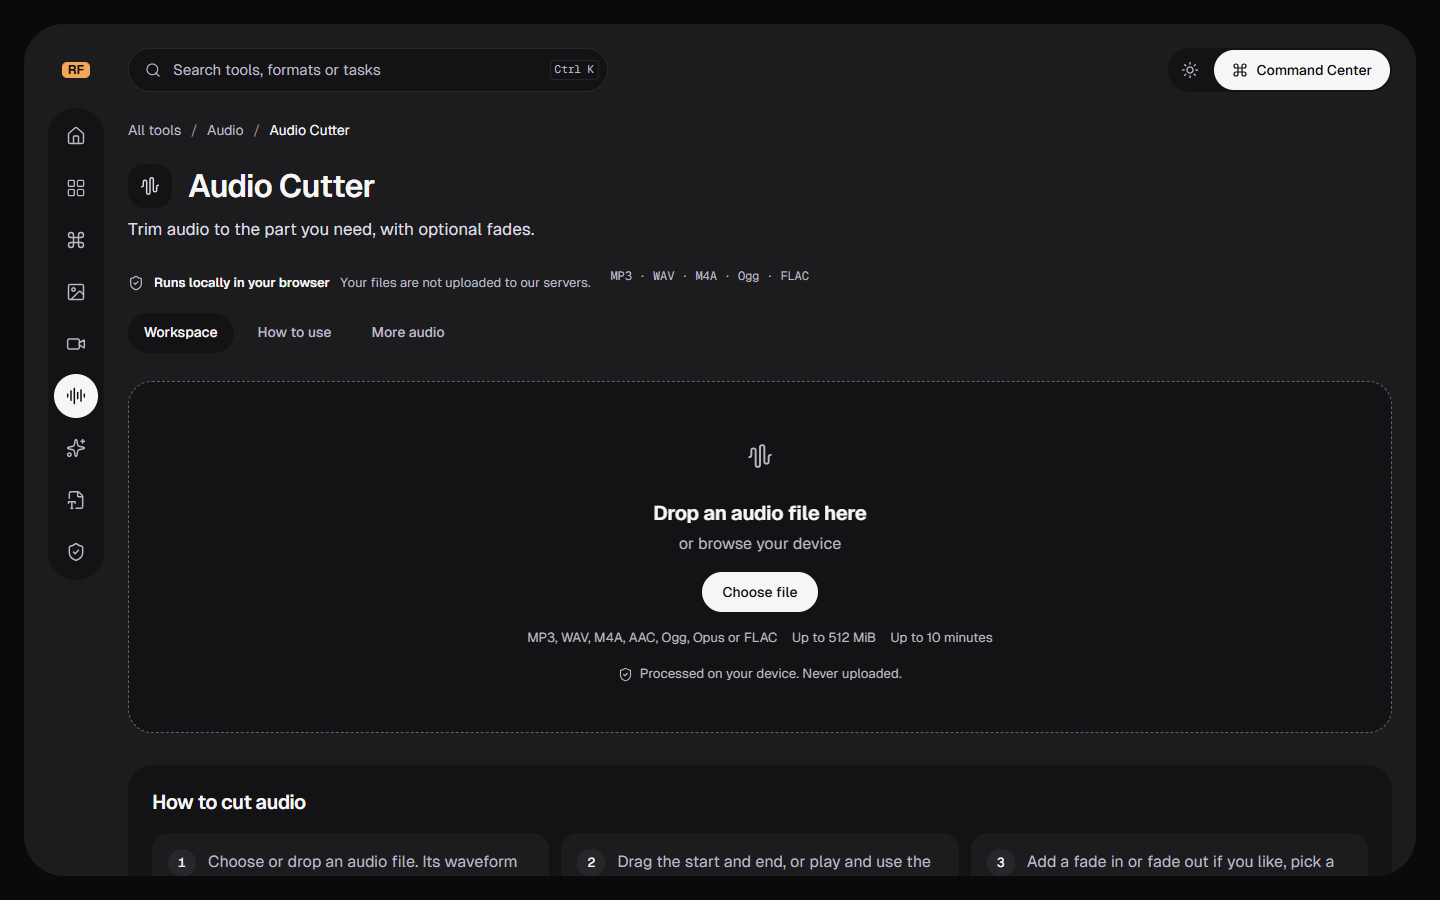 RF
Search tools, formats or tasks
Ctrl K
Command Center
All tools / Audio / Audio Cutter
Audio Cutter
Trim audio to the part you need, with optional fades.
Runs locally in your browser Your files are not uploaded to our servers. MP3 · WAV · M4A · Ogg · FLAC
Workspace How to use More audio
Drop an audio file here
or browse your device
Choose file
MP3, WAV, M4A, AAC, Ogg, Opus or FLAC Up to 512 MiB Up to 10 minutes
Processed on your device. Never uploaded.
How to cut audio
1 Choose or drop an audio file. Its waveform
2 Drag the start and end, or play and use the
3 Add a fade in or fade out if you like, pick a